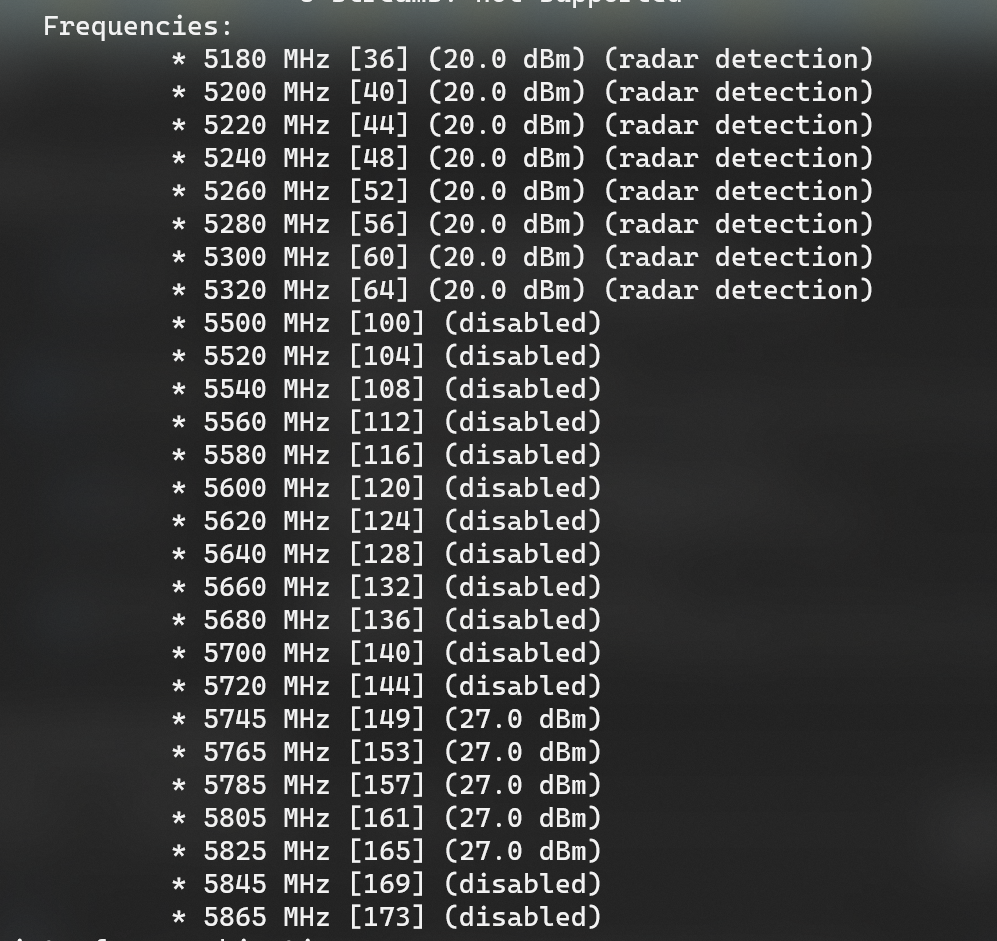 Frequencies:
* 5180 MHz [36] (20.0 dBm) (radar detection)
* 5200 MHz [40] (20.0 dBm) (radar detection)
* 5220 MHz [44] (20.0 dBm) (radar detection)
* 5240 MHz [48] (20.0 dBm) (radar detection)
* 5260 MHz [52] (20.0 dBm) (radar detection)
* 5280 MHz [56] (20.0 dBm) (radar detection)
* 5300 MHz [60] (20.0 dBm) (radar detection)
* 5320 MHz [64] (20.0 dBm) (radar detection)
* 5500 MHz [100] (disabled)
* 5520 MHz [104] (disabled)
* 5540 MHz [108] (disabled)
* 5560 MHz [112] (disabled)
* 5580 MHz [116] (disabled)
* 5600 MHz [120] (disabled)
* 5620 MHz [124] (disabled)
* 5640 MHz [128] (disabled)
* 5660 MHz [132] (disabled)
* 5680 MHz [136] (disabled)
* 5700 MHz [140] (disabled)
* 5720 MHz [144] (disabled)
* 5745 MHz [149] (27.0 dBm)
* 5765 MHz [153] (27.0 dBm)
* 5785 MHz [157] (27.0 dBm)
* 5805 MHz [161] (27.0 dBm)
* 5825 MHz [165] (27.0 dBm)
* 5845 MHz [169] (disabled)
* 5865 MHz [173] (disabled)